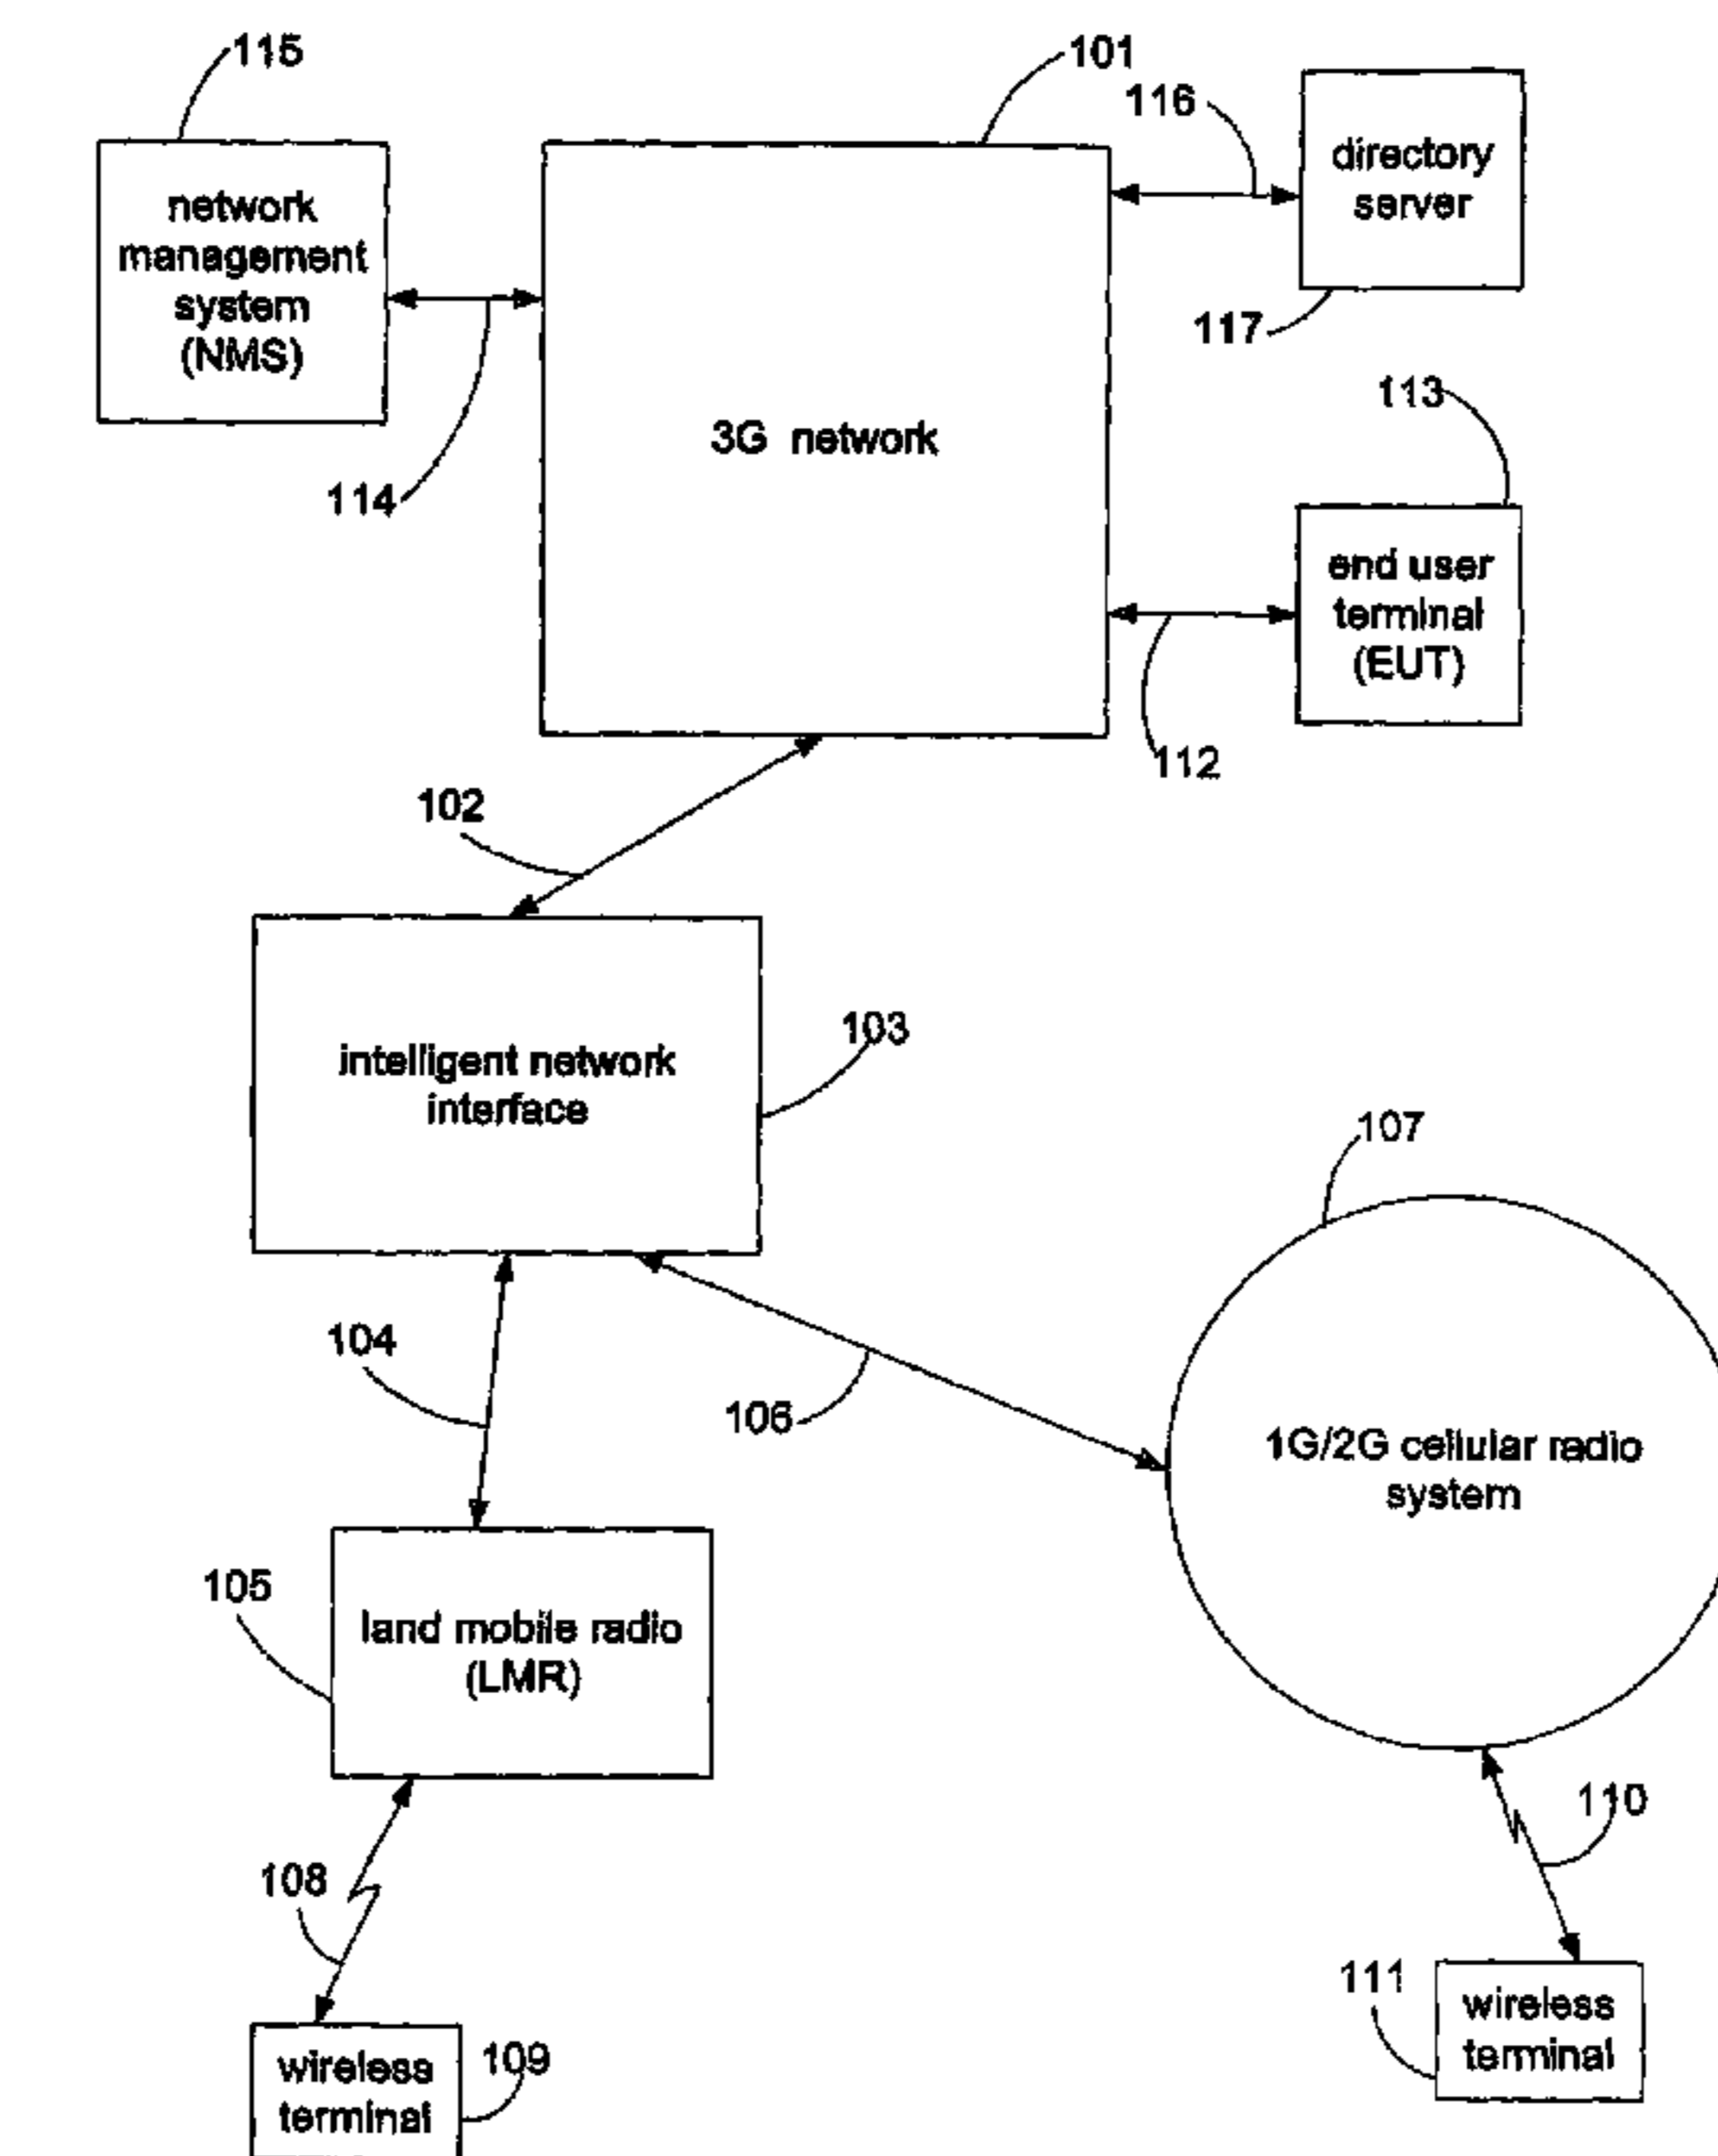 115
101
116
directory
server
network
management
system
(NMS)
117
3G network
113
114
end user
terminal
(EUT)
112
102
103
intelligent network
interface
107
104
106
1G/2G cellular radio
system
105
land mobile radio
(LMR)
110
108
111
wireless
terminal
109
wireless
terminal